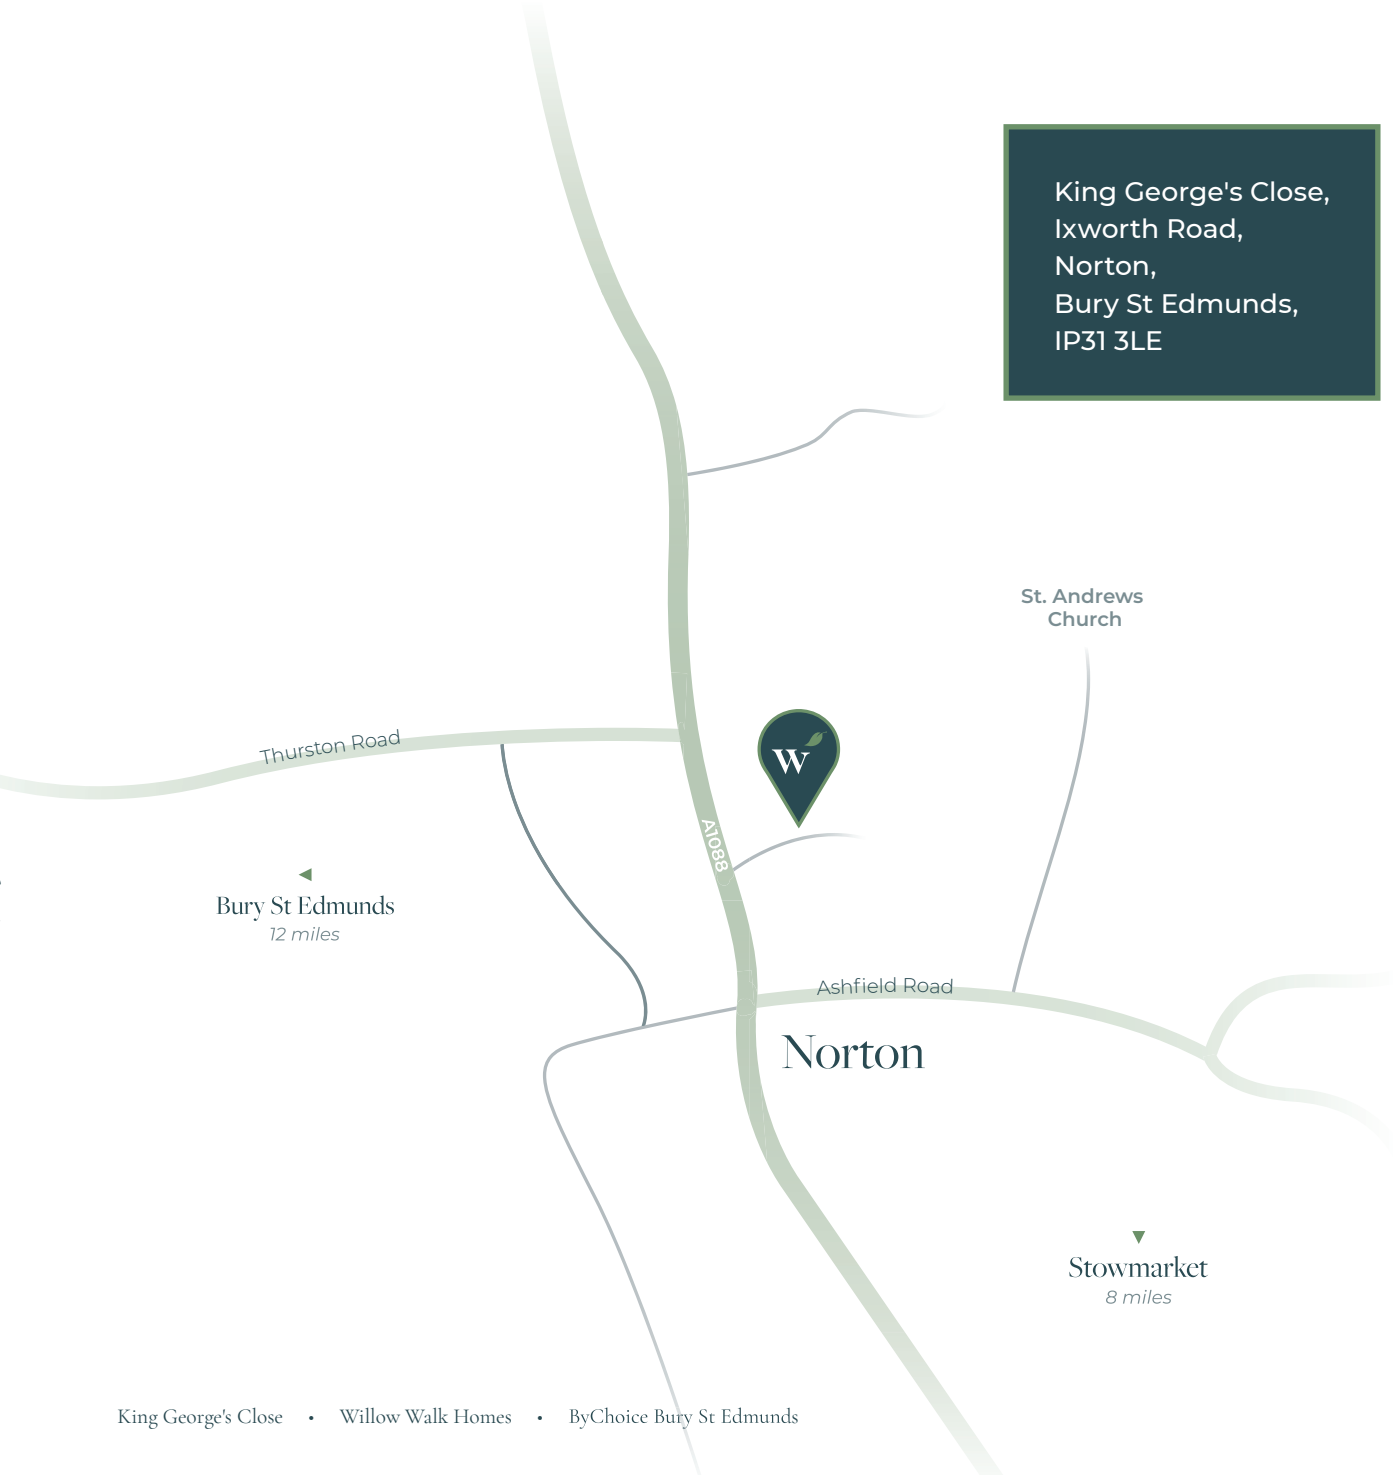 King George's Close,
Ixworth Road,
Norton,
Bury St Edmunds,
IP31 3LE
St. Andrews
Church
Thurston Road
W
A1088
Bury St Edmunds
12 miles
Ashfield Road
Norton
Stowmarket
8 miles
King George's Close • Willow Walk Homes • ByChoice Bury St Edmunds